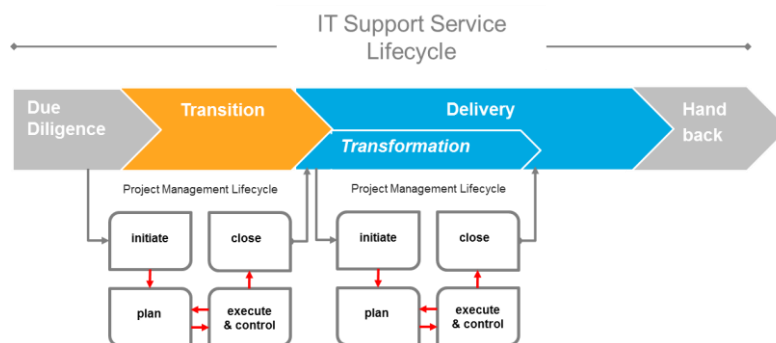 IT Support Service
Lifecycle
Due
Diligence
Transition
Delivery
Transformation
Hand
back
Project Management Lifecycle
initiate
close
plan
execute
& control
Project Management Lifecycle
initiate
close
plan
execute
& control